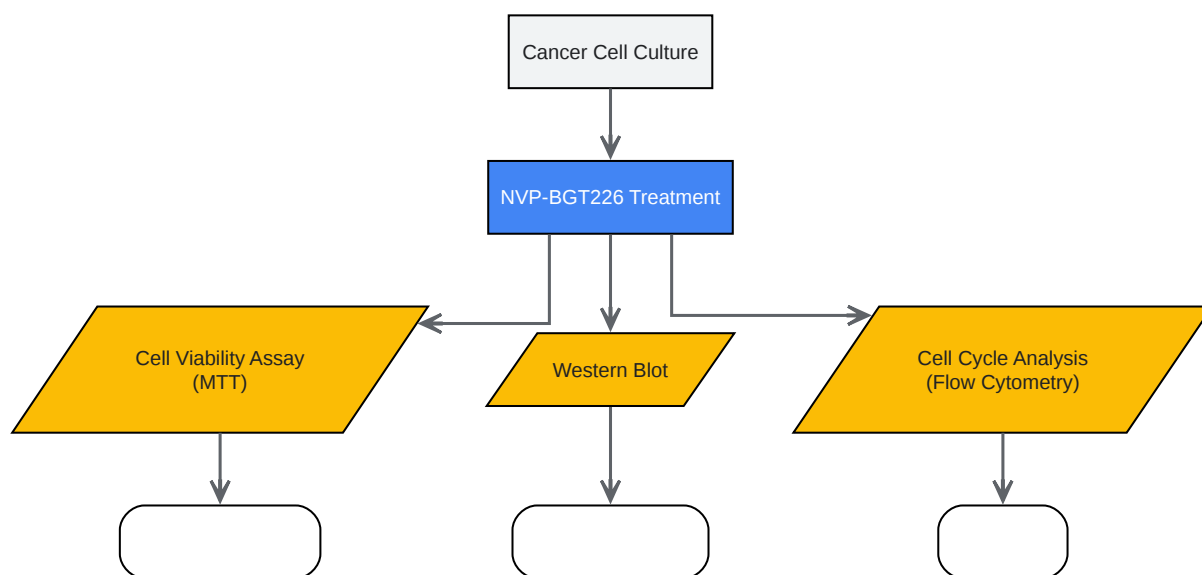 Cancer Cell Culture
NVP-BGT226 Treatment
Cell Viability Assay
(MTT)
Western Blot
Cell Cycle Analysis
(Flow Cytometry)